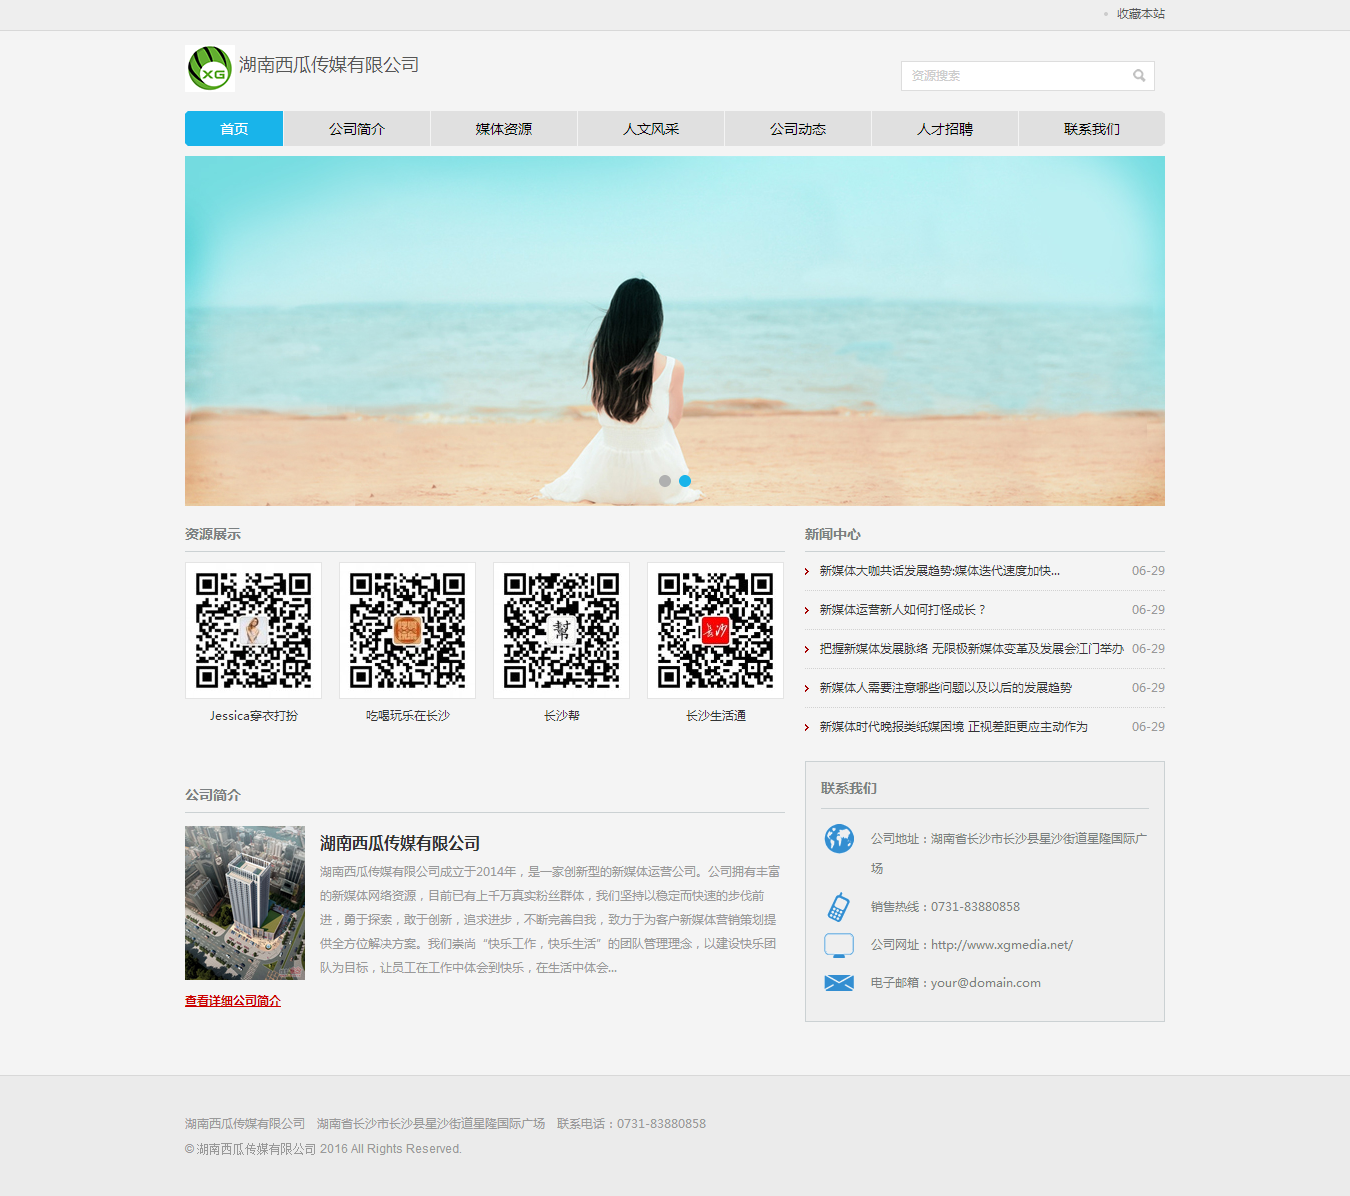 收藏本站
XG
湖南西瓜传媒有限公司
资源搜索
首页
公司简介
媒体资源
人文风采
公司动态
人才招聘
联系我们
资源展示
长沙
幫
Jessica穿衣打扮
吃喝玩乐在长沙
长沙帮
长沙生活通
新闻中心
新媒体大咖共话发展趋势:媒体迭代速度加快... 06-29
新媒体运营新人如何打怪成长？ 06-29
把握新媒体发展脉络 无限极新媒体变革及发展会江门举办 06-29
新媒体人需要注意哪些问题以及以后的发展趋势 06-29
新媒体时代晚报类纸媒困境 正视差距更应主动作为 06-29
公司简介
湖南西瓜传媒有限公司
湖南西瓜传媒有限公司成立于2014年，是一家创新型的新媒体运营公司。公司拥有丰富
的新媒体网络资源，目前已有上千万真实粉丝群体，我们坚持以稳定而快速的步伐前
进，勇于探索，敢于创新，追求进步，不断完善自我，致力于为客户新媒体营销策划提
供全方位解决方案。我们崇尚“快乐工作，快乐生活”的团队管理理念，以建设快乐团
队为目标，让员工在工作中体会到快乐，在生活中体会...
查看详细公司简介
联系我们
公司地址：湖南省长沙市长沙县星沙街道星隆国际广
场
销售热线：0731-83880858
公司网址：http://www.xgmedia.net/
电子邮箱：your@domain.com
湖南西瓜传媒有限公司 湖南省长沙市长沙县星沙街道星隆国际广场 联系电话：0731-83880858
© 湖南西瓜传媒有限公司 2016 All Rights Reserved.